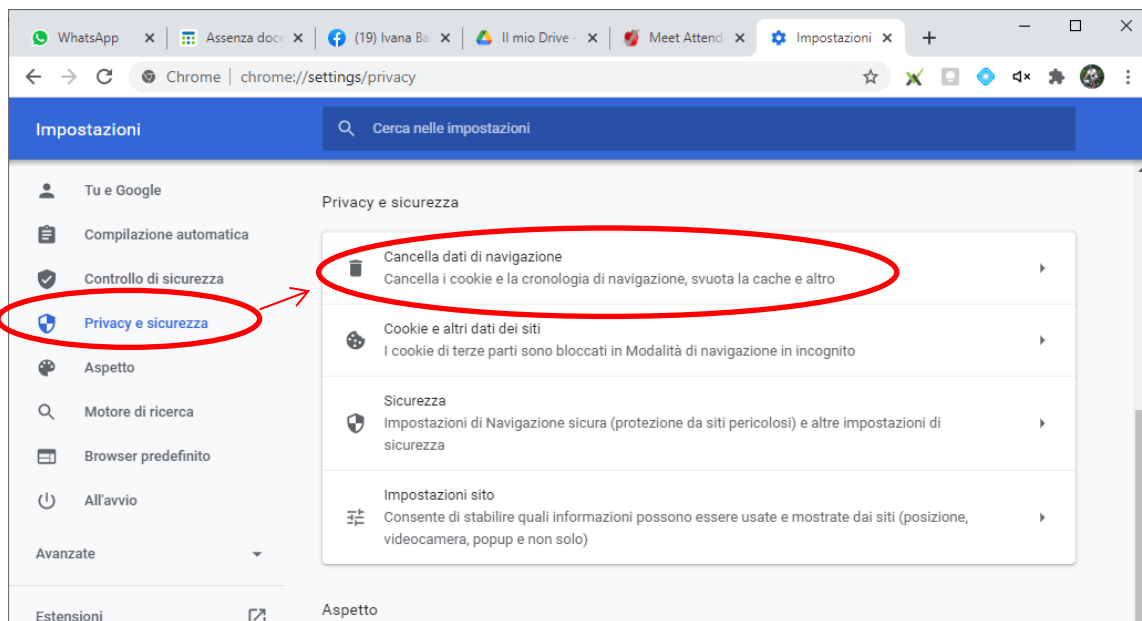 WhatsApp
Assenza doce
(19) Ivana Ba
Il mio Drive -
Meet Attend
Impostazioni
Chrome | chrome://settings/privacy
Impostazioni
Cerca nelle impostazioni
Tu e Google
Compilazione automatica
Controllo di sicurezza
Privacy e sicurezza
Aspetto
Motore di ricerca
Browser predefinito
All'avvio
Avanzate
Estensioni
Privacy e sicurezza
Cancella dati di navigazione
Cancella i cookie e la cronologia di navigazione, svuota la cache e altro
Cookie e altri dati dei siti
I cookie di terze parti sono bloccati in Modalità di navigazione in incognito
Sicurezza
Impostazioni di Navigazione sicura (protezione da siti pericolosi) e altre impostazioni di
sicurezza
Impostazioni sito
Consente di stabilire quali informazioni possono essere usate e mostrate dai siti (posizione,
videocamera, popup e non solo)
Aspetto